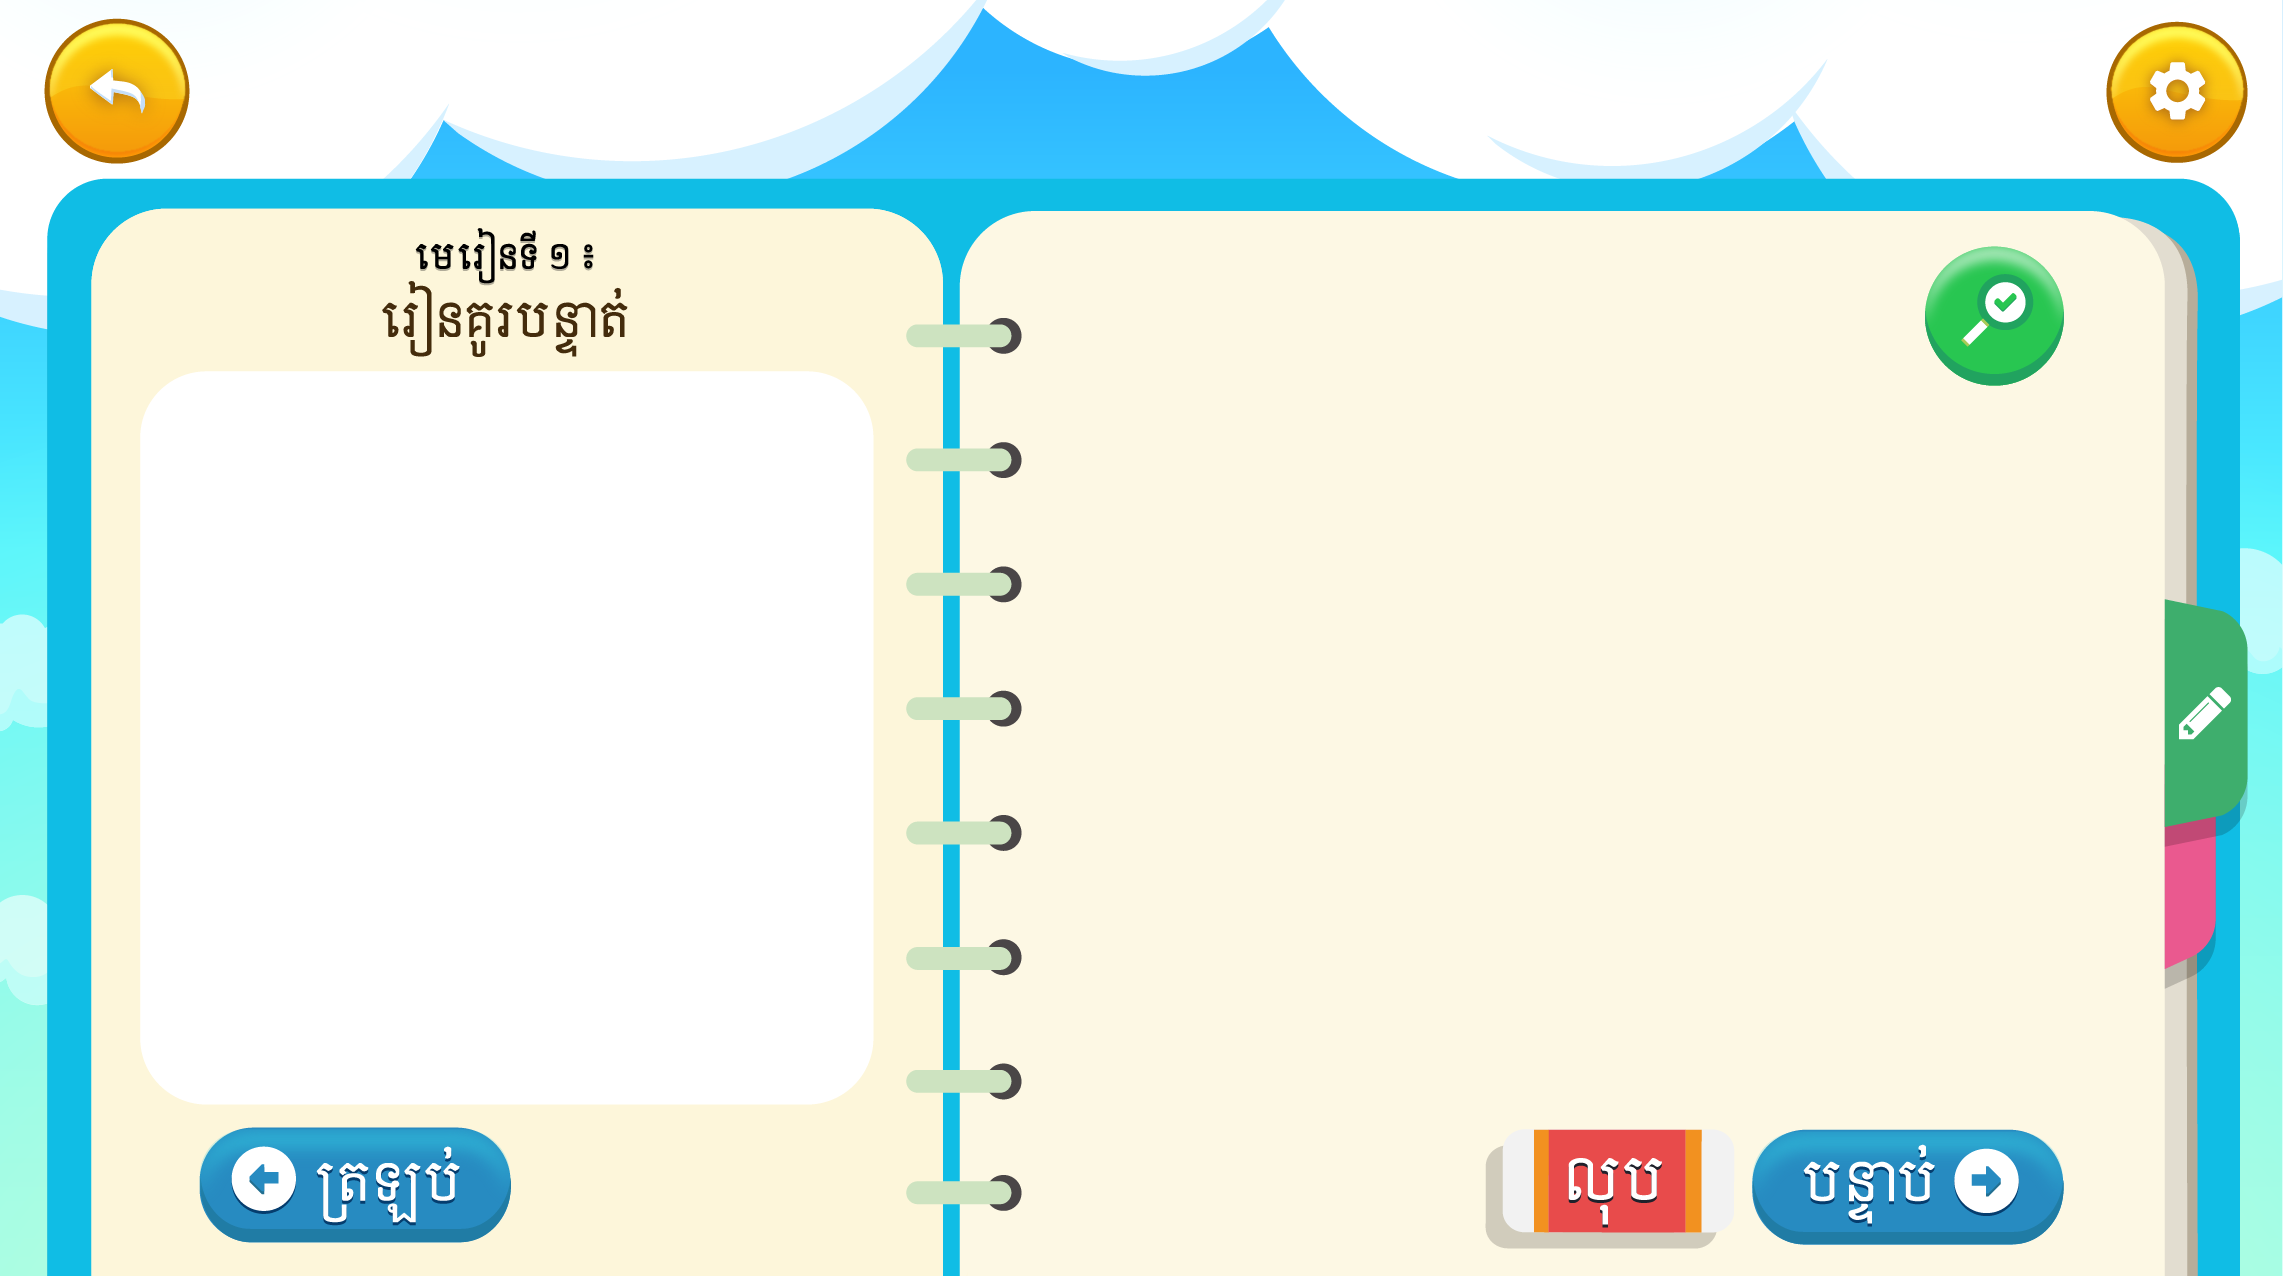 មេរៀនទី ១ ៖
រៀនគូរបន្ទាត់
ត្រឡប់
លុប
បន្ទាប់